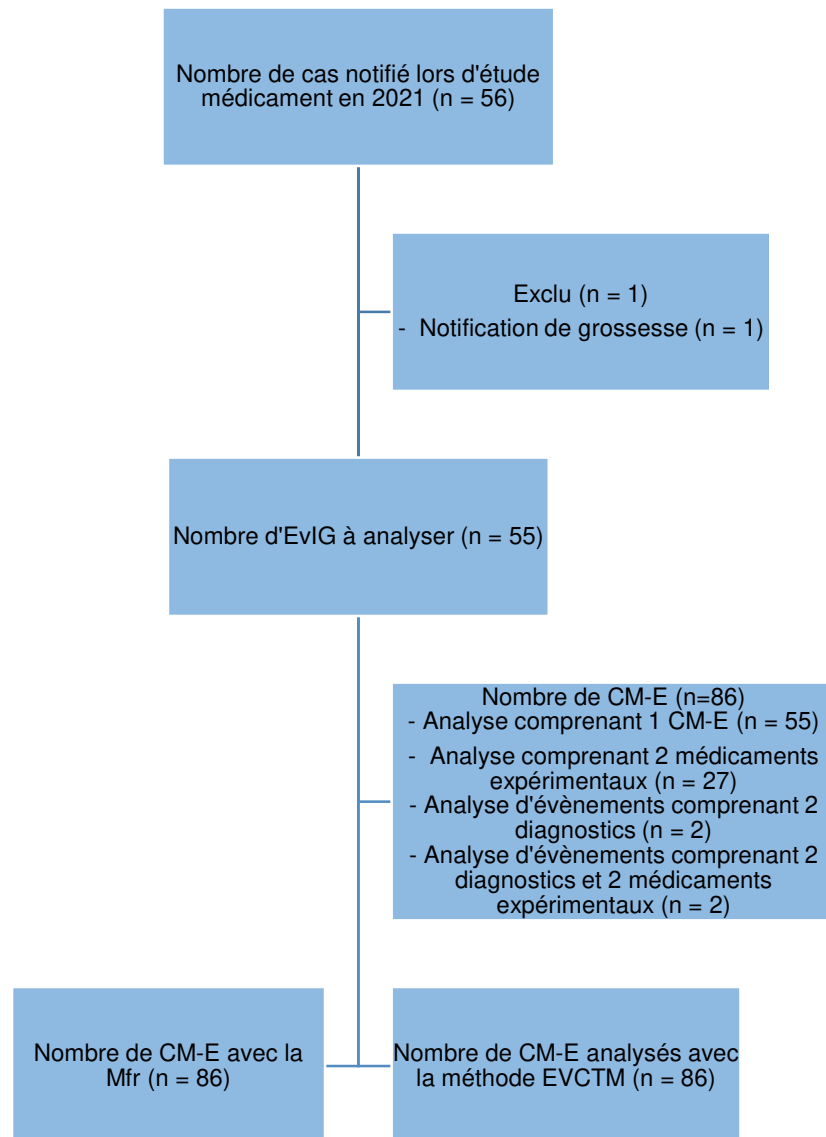 Nombre de cas notifié lors d'étude
médicament en 2021 (n = 56)
Exclu (n = 1)
- Notification de grossesse (n = 1)
Nombre d'EvIG à analyser (n = 55)
Nombre de CM-E (n=86)
- Analyse comprenant 1 CM-E (n = 55)
- Analyse comprenant 2 médicaments
expérimentaux (n = 27)
- Analyse d'évènements comprenant 2
diagnostics (n = 2)
- Analyse d'évènements comprenant 2
diagnostics et 2 médicaments
expérimentaux (n = 2)
Nombre de CM-E avec la
Mfr (n = 86)
Nombre de CM-E analysés avec
la méthode EVCTM (n = 86)